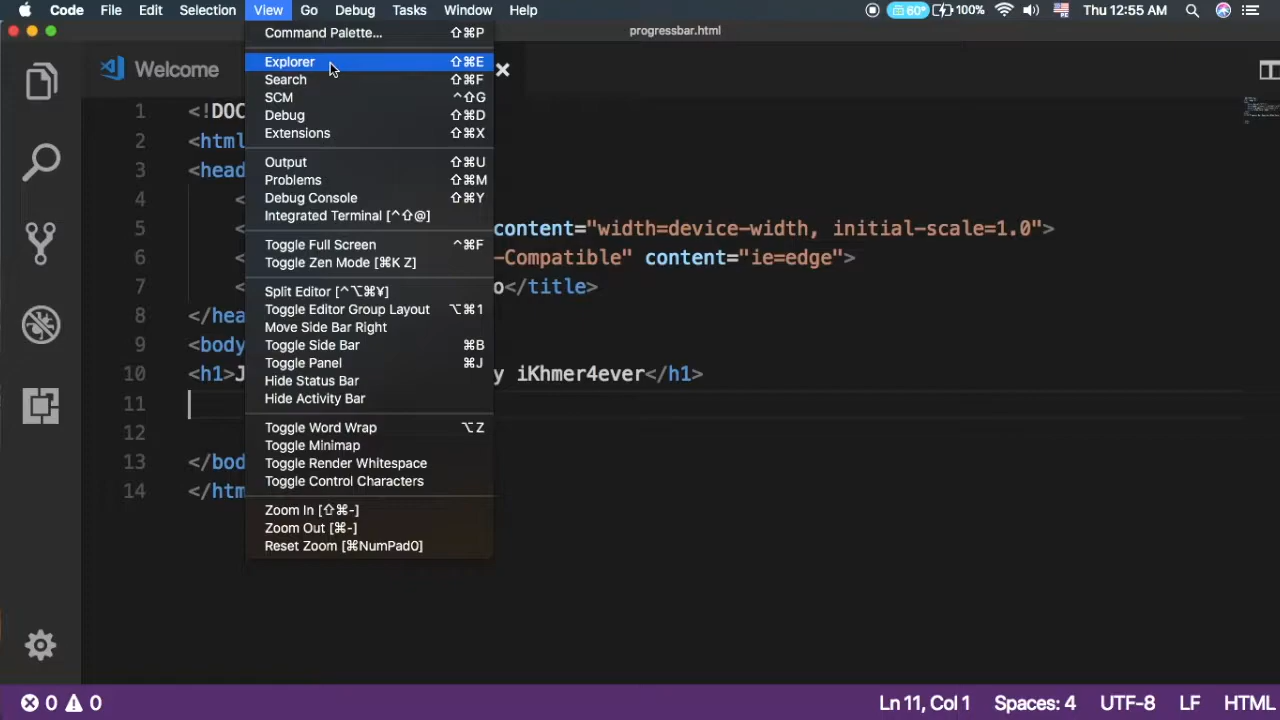 Code File Edit Selection View Go Debug Tasks Window Help 60° 100% Thu 12:55 AM
progressbar.html
Welcome
Command Palette... ⇧⌘P
Explorer ⇧⌘E
Search ⇧⌘F
SCM ^⇧G
Debug ⇧⌘D
Extensions ⇧⌘X
Output ⇧⌘U
Problems ⇧⌘M
Debug Console ⇧⌘Y
Integrated Terminal [^⇧@]
Toggle Full Screen ^⌘F
Toggle Zen Mode [⌘K Z]
Split Editor [^⌥⌘¥]
Toggle Editor Group Layout ⌥⌘1
Move Side Bar Right
Toggle Side Bar ⌘B
Toggle Panel ⌘J
Hide Status Bar
Hide Activity Bar
Toggle Word Wrap ⌥Z
Toggle Minimap
Toggle Render Whitespace
Toggle Control Characters
Zoom In [⇧⌘-]
Zoom Out [⌘-]
Reset Zoom [⌘NumPad0]
1 <!DOC
2 <html
3 <head
4 <
5 < content="width=device-width, initial-scale=1.0">
6 < -Compatible" content="ie=edge">
7 < o</title>
8 </hea
9 <body
10 <h1>J y iKhmer4ever</h1>
11
12
13 </bod
14 </htm
0 0 Ln 11, Col 1 Spaces: 4 UTF-8 LF HTML